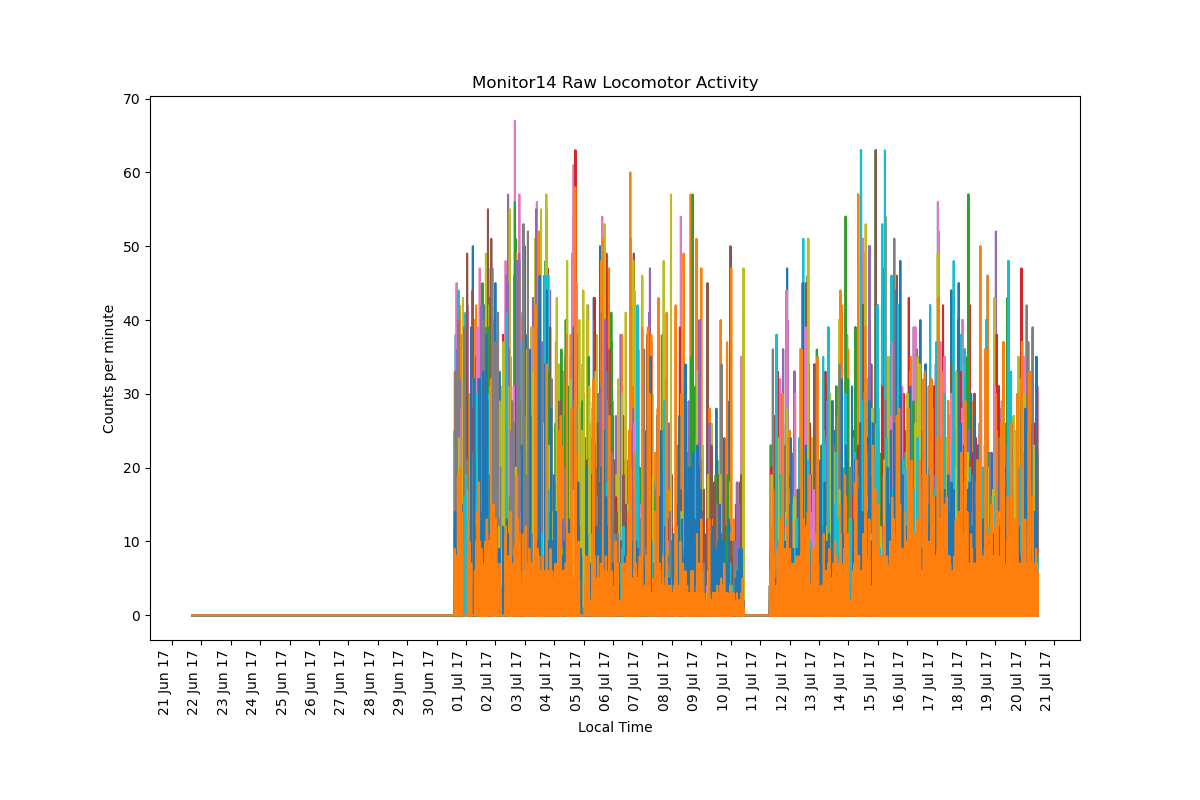 Monitor14 Raw Locomotor Activity
70
60
50
40
30
20
10
0
Counts per minute
21 Jun 17
22 Jun 17
23 Jun 17
24 Jun 17
25 Jun 17
26 Jun 17
27 Jun 17
28 Jun 17
29 Jun 17
30 Jun 17
01 Jul 17
02 Jul 17
03 Jul 17
04 Jul 17
05 Jul 17
06 Jul 17
07 Jul 17
08 Jul 17
09 Jul 17
10 Jul 17
11 Jul 17
12 Jul 17
13 Jul 17
14 Jul 17
15 Jul 17
16 Jul 17
17 Jul 17
18 Jul 17
19 Jul 17
20 Jul 17
21 Jul 17
Local Time